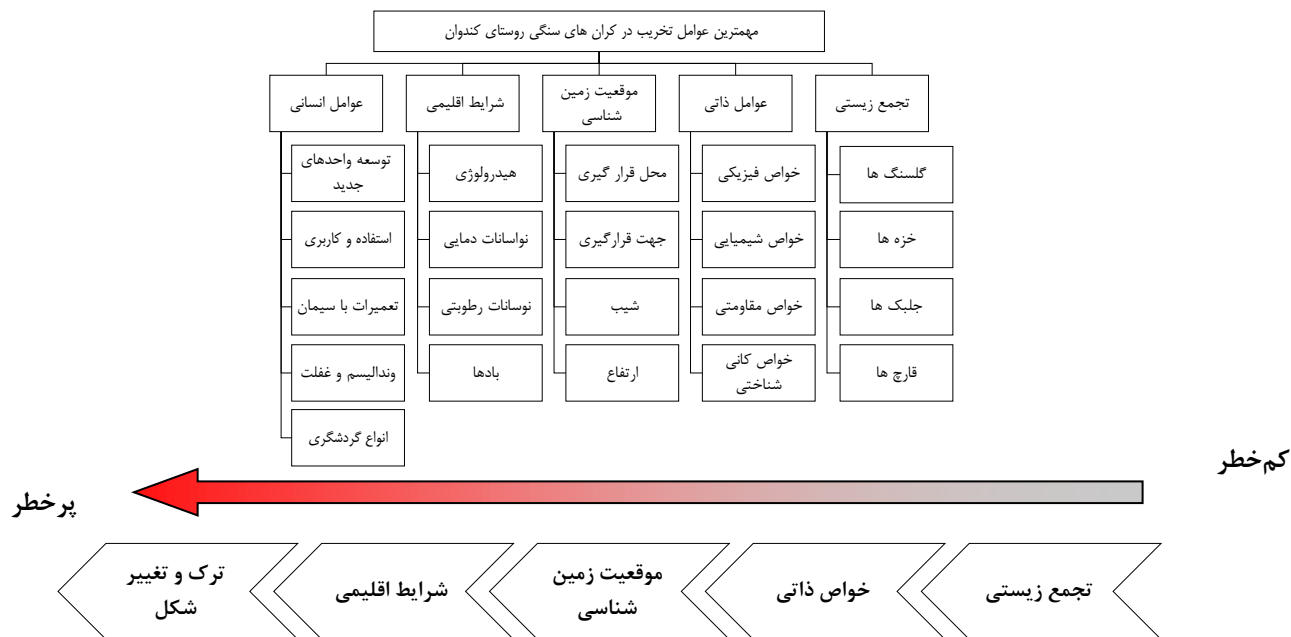 مهمترین عوامل تخریب در کران های سنگی روستای کندوان
تجمع زیستی
گلسنگ ها
خزه ها
جلبک ها
قارچ ها
عوامل ذاتی
خواص فیزیکی
خواص شیمیایی
خواص مقاومتی
خواص کانی
شناختی
موقعیت زمین
شناسی
محل قرار گیری
جهت قرارگیری
شیب
ارتفاع
شرایط اقلیمی
هیدرولوژی
نواسانات دمایی
نوسانات رطوبتی
بادها
عوامل انسانی
توسعه واحدهای
جدید
استفاده و کاربری
تعمیرات با سیمان
وندالیسم و غفلت
انواع گردشگری
کم‌خطر
پرخطر
تجمع زیستی
خواص ذاتی
موقعیت زمین
شناسی
شرایط اقلیمی
ترک و تغییر
شکل